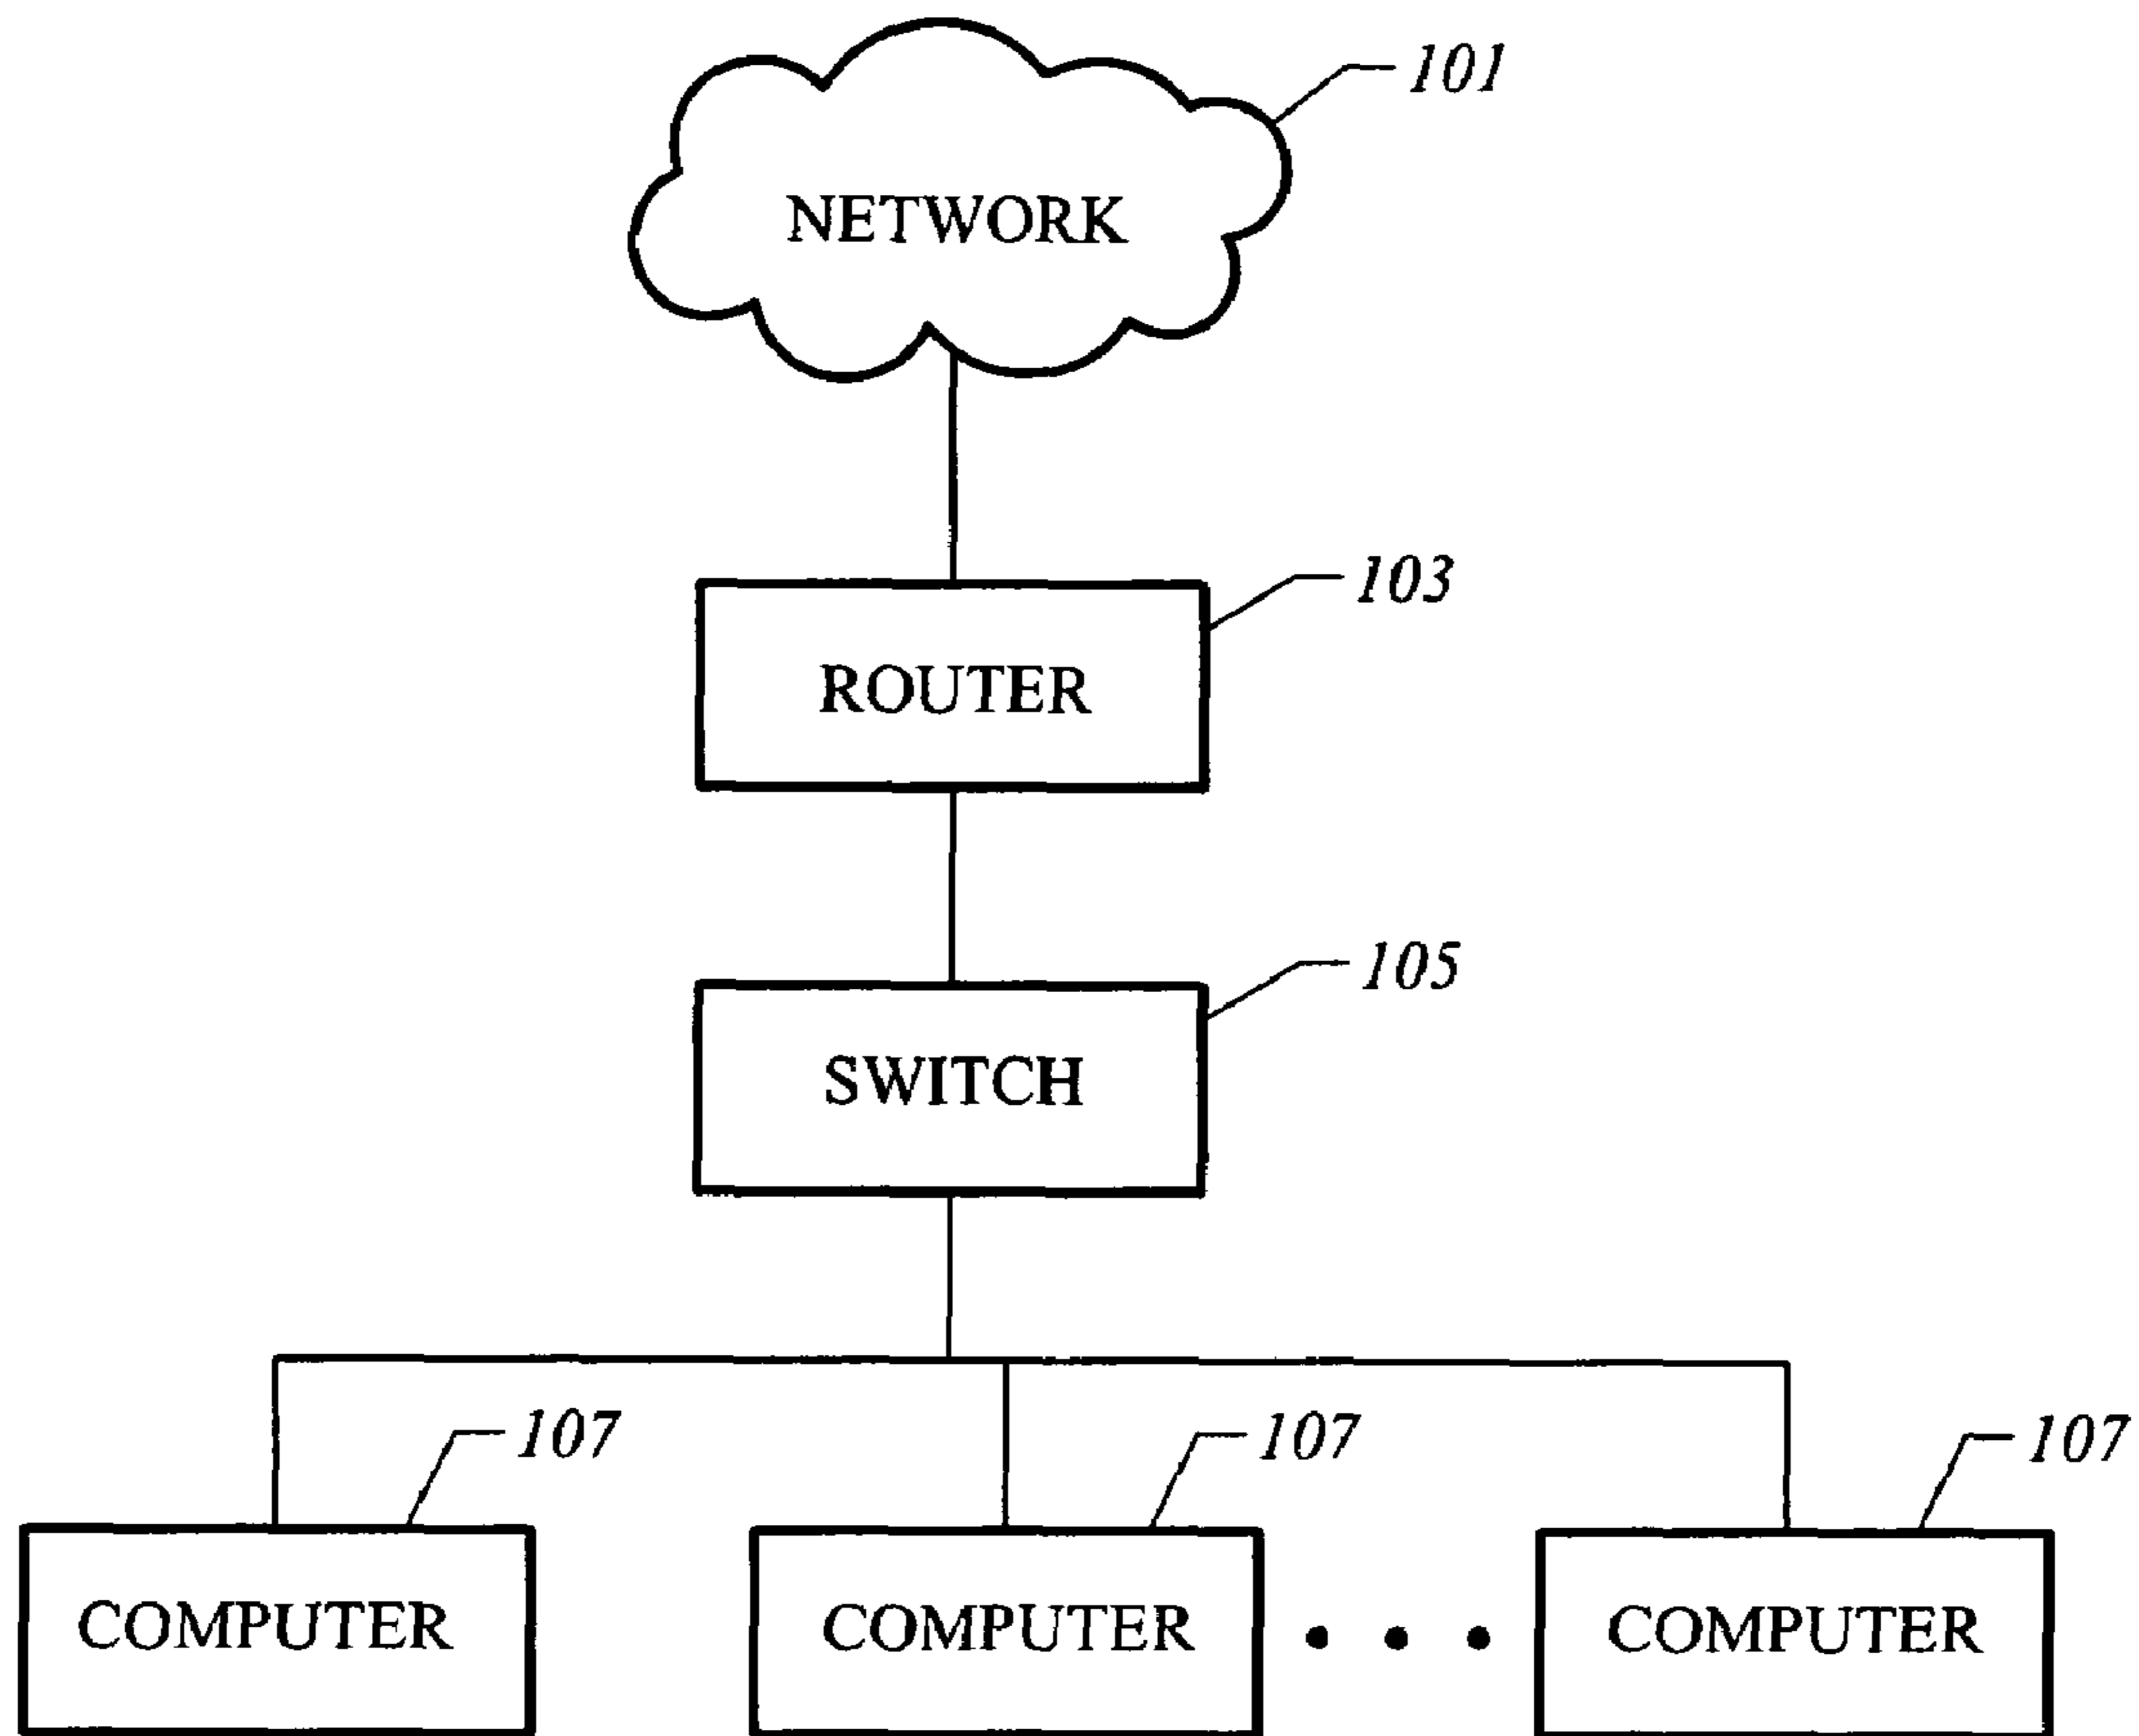 101
NETWORK
103
ROUTER
105
SWITCH
107 107 107
COMPUTER COMPUTER • • • COMPUTER